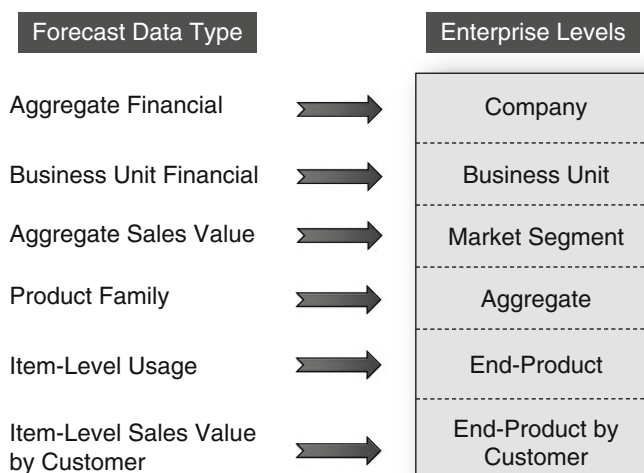 Forecast Data Type
Enterprise Levels
Aggregate Financial
Company
Business Unit Financial
Business Unit
Aggregate Sales Value
Market Segment
Product Family
Aggregate
Item-Level Usage
End-Product
Item-Level Sales Value
by Customer
End-Product by
Customer